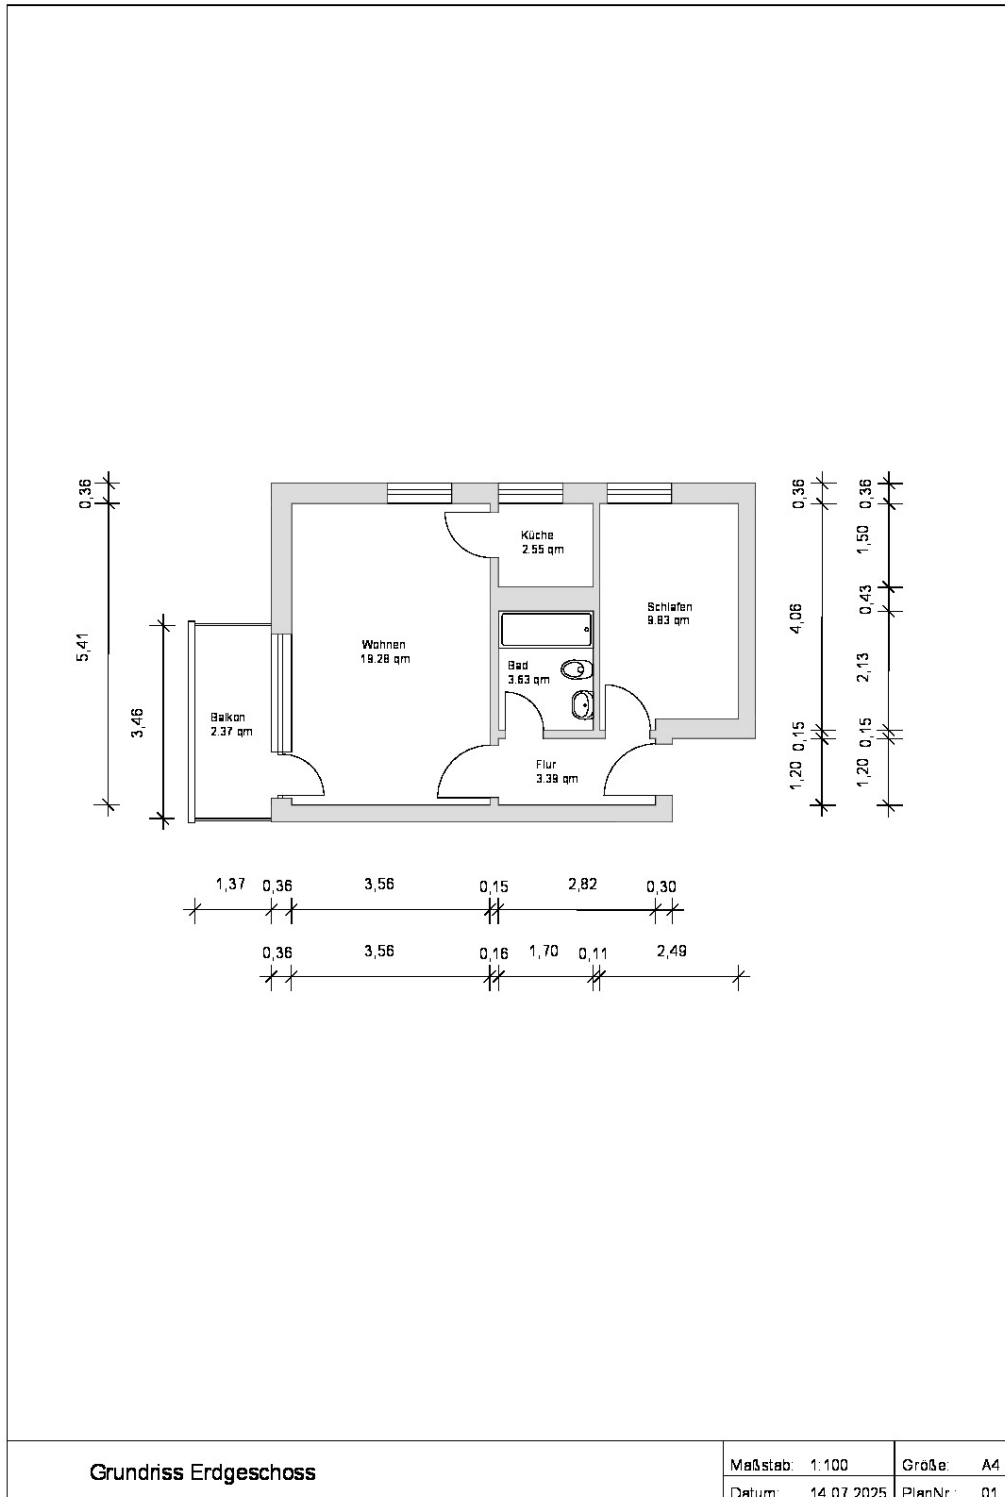 0,36
0,36
0,36
Küche
2.55 qm
1,50
Schlafen
9.83 qm
0,43
4,06
5,41
Wohnen
19.28 qm
Bad
3.63 qm
2,13
Balkon
2.37 qm
3,46
0,15
0,15
Flur
3.39 qm
1,20
1,20
1,37 0,36 3,56 0,15 2,82 0,30
0,36 3,56 0,16 1,70 0,11 2,49
Grundriss Erdgeschoss
Maßstab: 1:100 Größe: A4
Datum: 14.07.2025 PlanNr.: 01